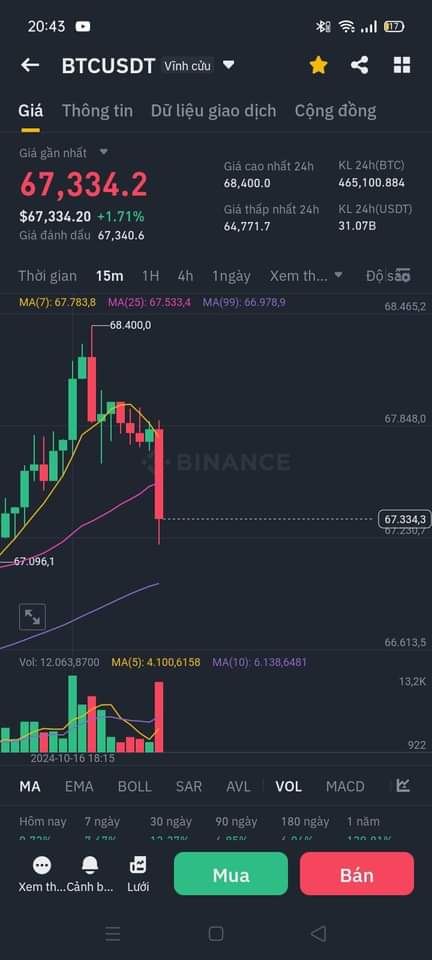 20:43
17
BTCUSDT Vĩnh cửu
Giá Thông tin Dữ liệu giao dịch Cộng đồng
Giá gần nhất
67,334.2
$67,334.20 +1.71%
Giá đánh dấu 67,340.6
Giá cao nhất 24h
68,400.0
Giá thấp nhất 24h
64,771.7
KL 24h(BTC)
465,100.884
KL 24h(USDT)
31.07B
Thời gian 15m 1H 4h 1ngày Xem th... Độ sâu
MA(7): 67.783,8 MA(25): 67.533,4 MA(99): 66.978,9
68.465,2
68.400,0
67.848,0
BINANCE
67.334,3
67.230,7
67.096,1
66.613,5
Vol: 12.063,8700 MA(5): 4.100,6158 MA(10): 6.138,6481
13,2K
922
2024-10-16 18:15
MA EMA BOLL SAR AVL VOL MACD
Hôm nay 7 ngày 30 ngày 90 ngày 180 ngày 1 năm
Xem th... Cảnh b... Lưới
Mua Bán